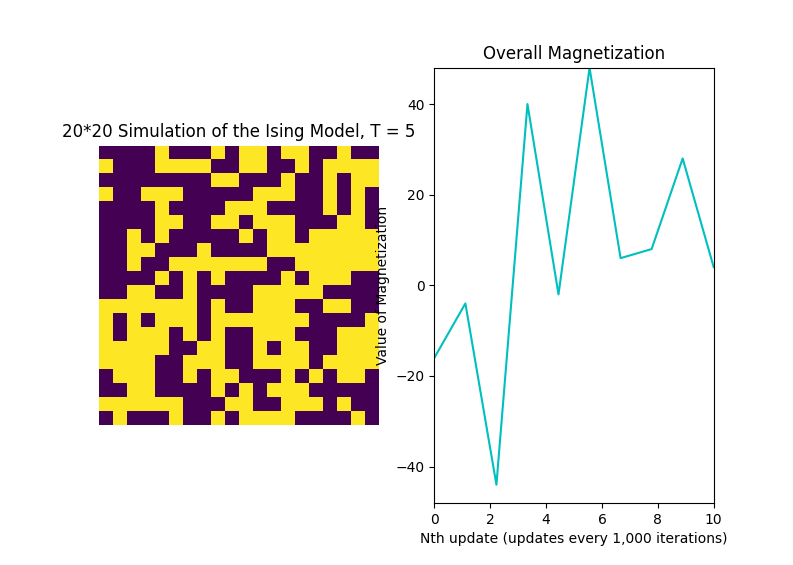 20*20 Simulation of the Ising Model, T = 5
Overall Magnetization
Value of Magnetization
40
20
0
−20
−40
0 2 4 6 8 10
Nth update (updates every 1,000 iterations)